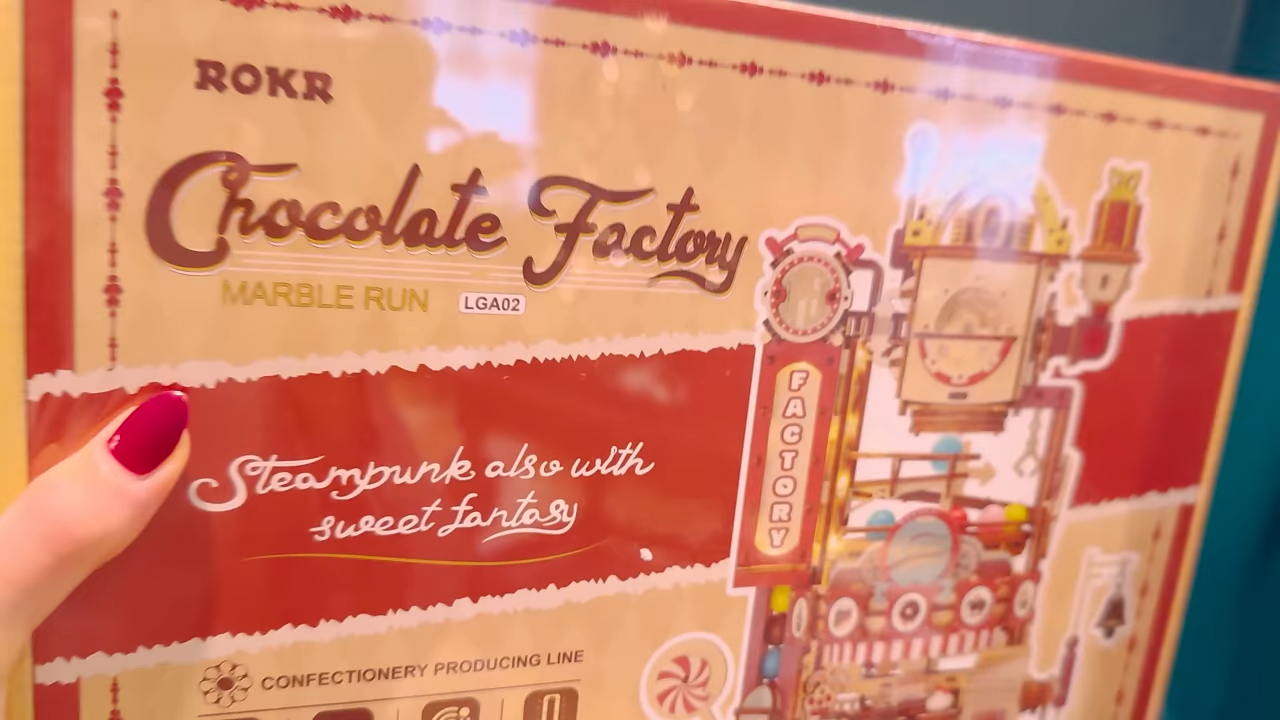 ROKR
Chocolate Factory
MARBLE RUN LGA02
FACTORY
Steampunk also with
sweet fantasy
CONFECTIONERY PRODUCING LINE